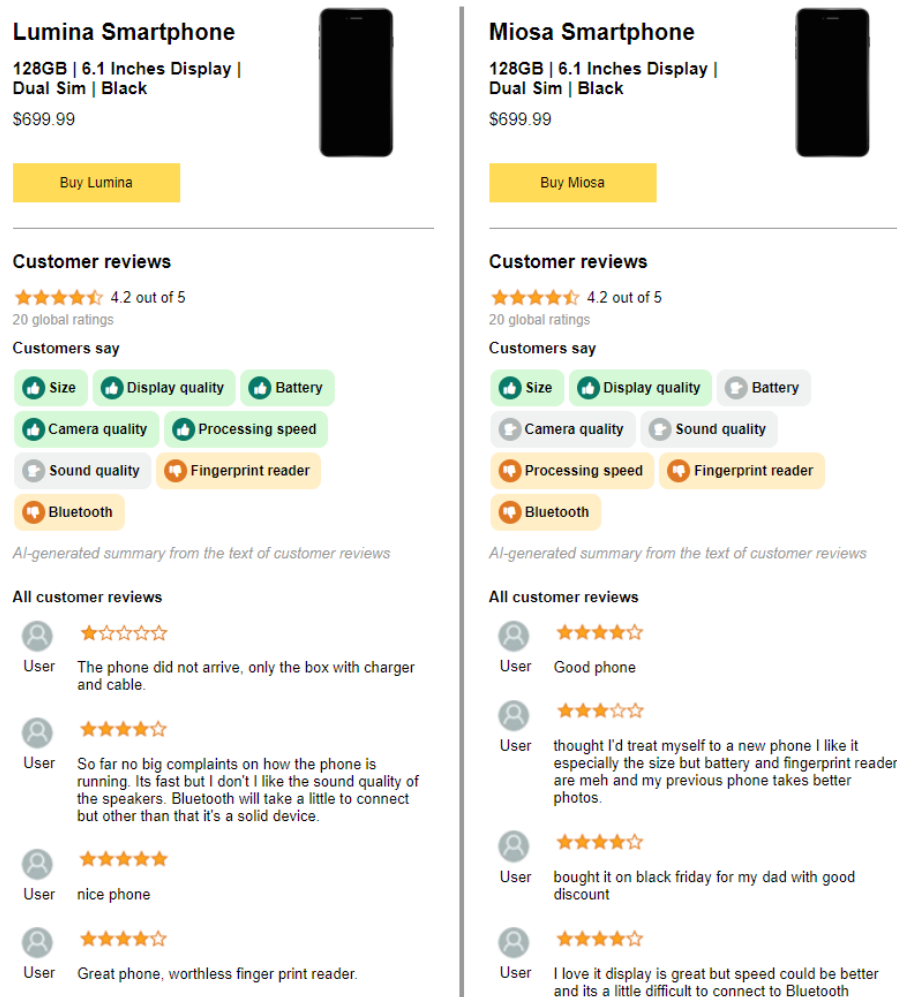 Lumina Smartphone
128GB | 6.1 Inches Display |
Dual Sim | Black
$699.99
Buy Lumina
Customer reviews
4.2 out of 5
20 global ratings
Customers say
Size
Display quality
Battery
Camera quality
Processing speed
Sound quality
Fingerprint reader
Bluetooth
AI-generated summary from the text of customer reviews
All customer reviews
User
The phone did not arrive, only the box with charger
and cable.
User
So far no big complaints on how the phone is
running. Its fast but I don't I like the sound quality of
the speakers. Bluetooth will take a little to connect
but other than that it's a solid device.
User
nice phone
User
Great phone, worthless finger print reader.
Miosa Smartphone
128GB | 6.1 Inches Display |
Dual Sim | Black
$699.99
Buy Miosa
Customer reviews
4.2 out of 5
20 global ratings
Customers say
Size
Display quality
Battery
Camera quality
Sound quality
Processing speed
Fingerprint reader
Bluetooth
AI-generated summary from the text of customer reviews
All customer reviews
User
Good phone
User
thought I'd treat myself to a new phone I like it
especially the size but battery and fingerprint reader
are meh and my previous phone takes better
photos.
User
bought it on black friday for my dad with good
discount
User
I love it display is great but speed could be better
and its a little difficult to connect to Bluetooth